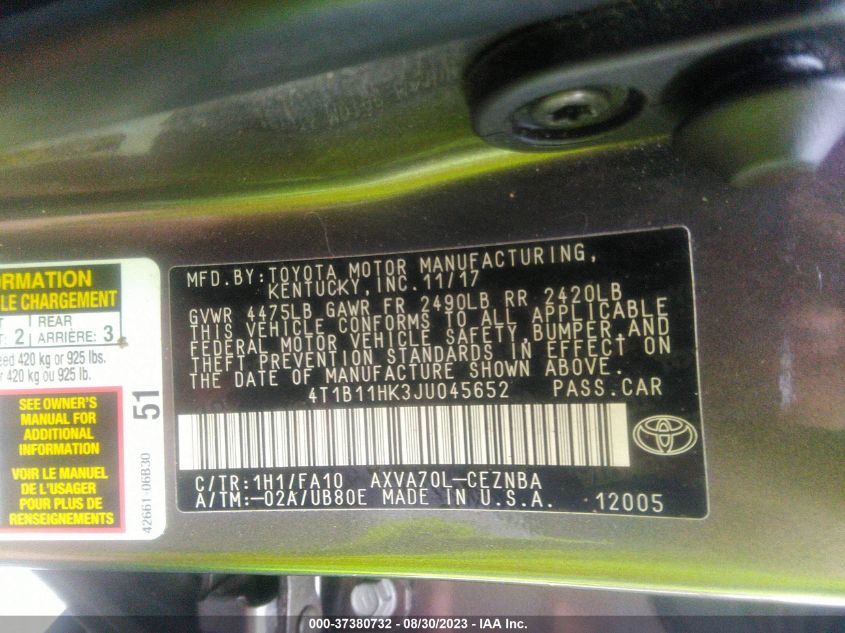 MFD. BY: TOYOTA MOTOR MANUFACTURING,
KENTUCKY, INC. 11/17
GVWR 4475LB GAWR FR 2490LB RR 2420LB
THIS VEHICLE CONFORMS TO ALL APPLICABLE
FEDERAL MOTOR VEHICLE SAFETY, BUMPER, AND
THEFT PREVENTION STANDARDS IN EFFECT ON
THE DATE OF MANUFACTURE SHOWN ABOVE.
4T1B11HK3JU045652 PASS. CAR
C/TR: 1H1/FA10 AXVA70L-CEZNBA
A/TM:-02A/UB80E MADE IN U.S.A. 12005
CHARGEMENT
REAR
2 ARRIÈRE: 3
420 kg or 925 lbs.
420 kg ou 925 lb.
SEE OWNER'S
MANUAL FOR
ADDITIONAL
INFORMATION
VOIR LE MANUEL
DE L'USAGER
POUR PLUS DE
RENSEIGNEMENTS
51
42661-06B30
000-37380732 - 08/30/2023 - IAA Inc.